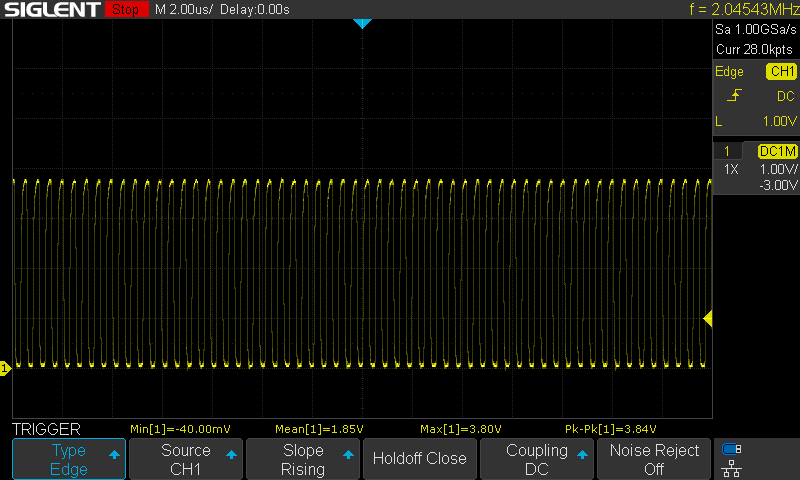 SIGLENT Stop M 2.00us/ Delay:0.00s f = 2.04543MHz
Sa 1.00GSa/s
Curr 28.0kpts
Edge CH1
DC
L 1.00V
1 DC1M
1X 1.00V/
-3.00V
1
TRIGGER Min[1]=-40.00mV Mean[1]=1.85V Max[1]=3.80V Pk-Pk[1]=3.84V
Type Source Slope Holdoff Close Coupling Noise Reject
Edge CH1 Rising DC Off